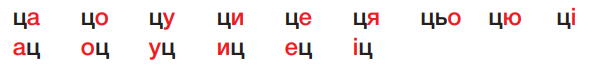 ца цо цу ци це ця цьо цю ці
ац оц уц иц ец іц